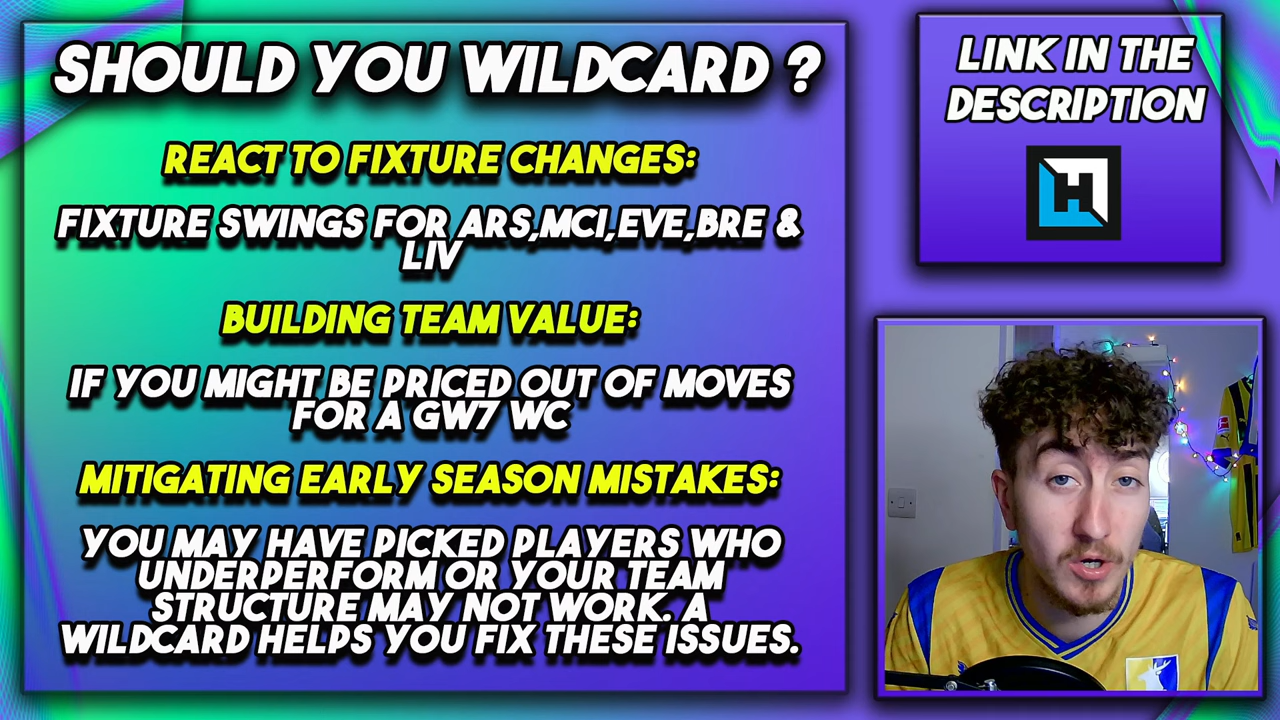 SHOULD YOU WILDCARD ?
REACT TO FIXTURE CHANGES:
FIXTURE SWINGS FOR ARS,MCI,EVE,BRE &
LIV
BUILDING TEAM VALUE:
IF YOU MIGHT BE PRICED OUT OF MOVES
FOR A GW7 WC
MITIGATING EARLY SEASON MISTAKES:
YOU MAY HAVE PICKED PLAYERS WHO
UNDERPERFORM OR YOUR TEAM
STRUCTURE MAY NOT WORK. A
WILDCARD HELPS YOU FIX THESE ISSUES.
LINK IN THE
DESCRIPTION